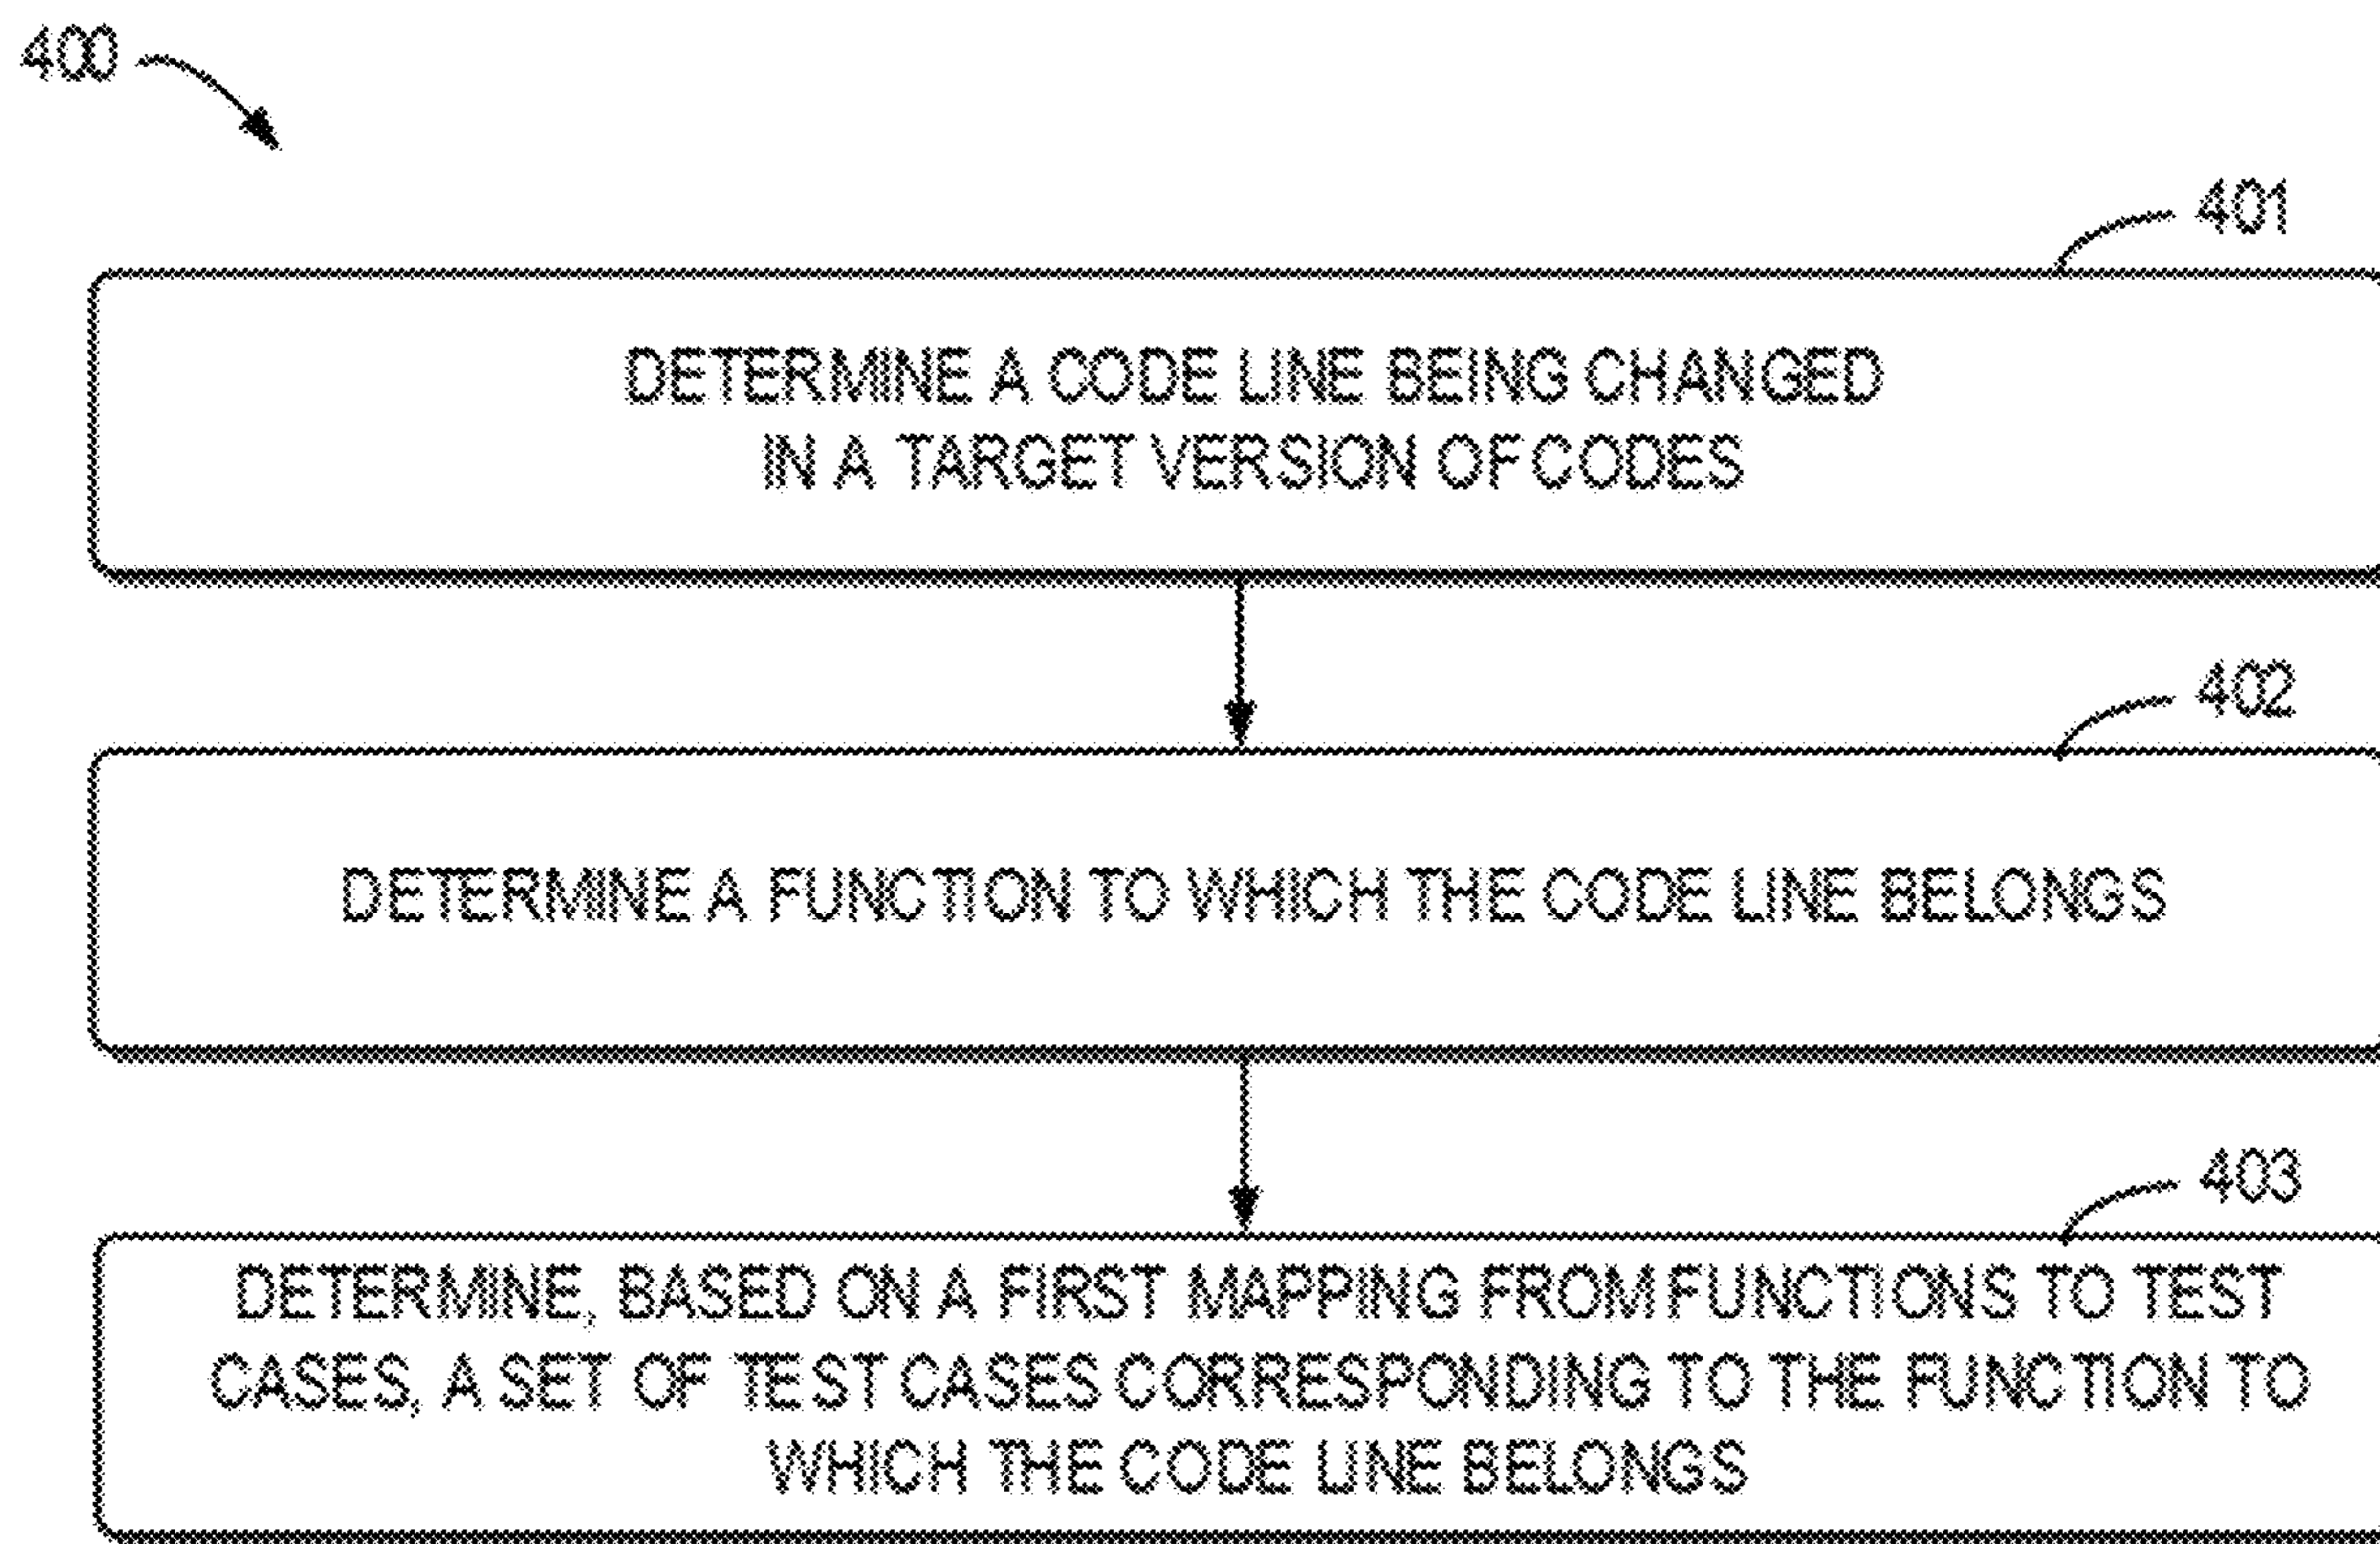 400
401
DETERMINE A CODE LINE BEING CHANGED
IN A TARGET VERSION OF CODES
402
DETERMINE A FUNCTION TO WHICH THE CODE LINE BELONGS
403
DETERMINE, BASED ON A FIRST MAPPING FROM FUNCTIONS TO TEST
CASES, A SET OF TEST CASES CORRESPONDING TO THE FUNCTION TO
WHICH THE CODE LINE BELONGS